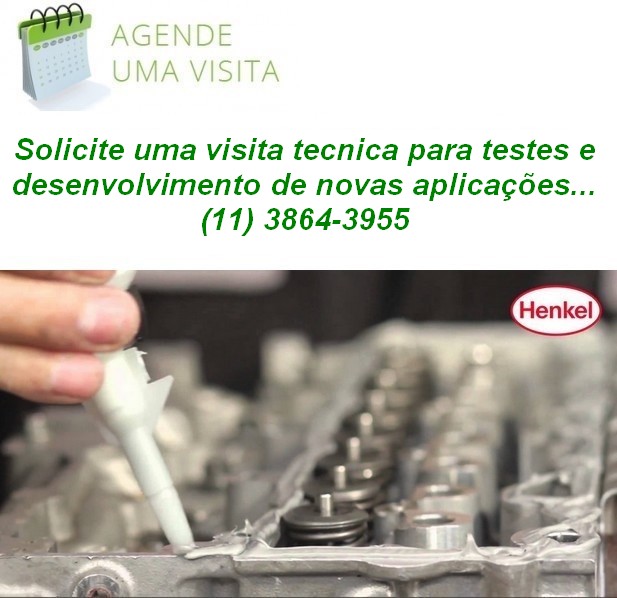 AGENDE
UMA VISITA
Solicite uma visita tecnica para testes e
desenvolvimento de novas aplicações...
(11) 3864-3955
Henkel